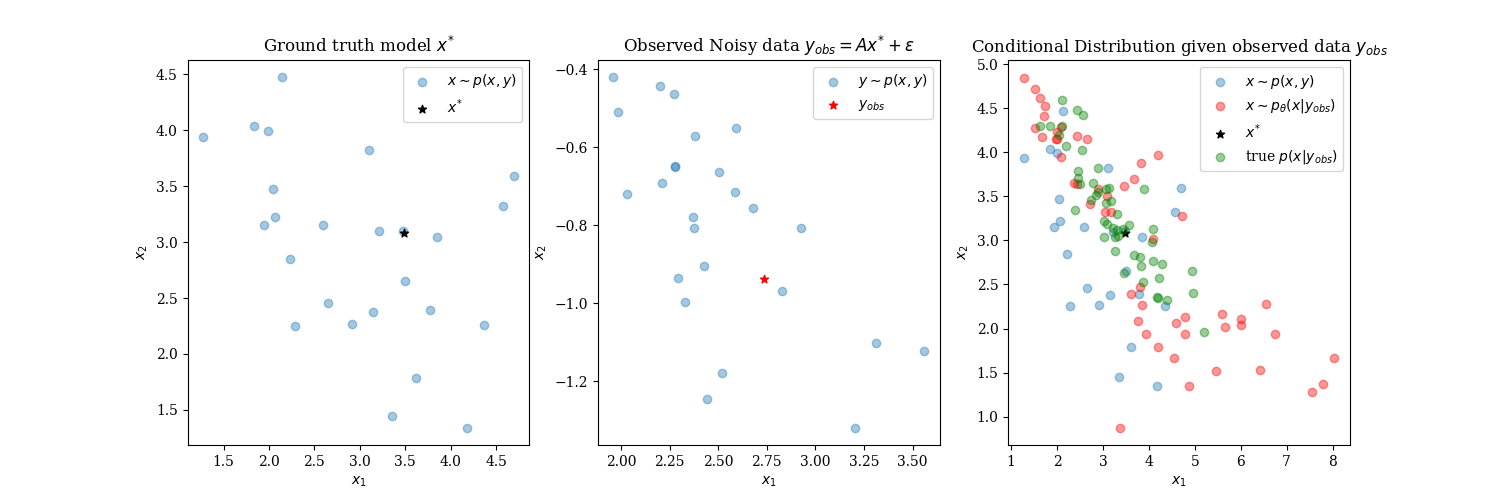 Ground truth model x*
x ~ p(x, y)
x*
4.5
4.0
3.5
3.0
2.5
2.0
1.5
x₂
1.5 2.0 2.5 3.0 3.5 4.0 4.5
x₁
Observed Noisy data y_obs = Ax* + ε
y ~ p(x, y)
y_obs
−0.4
−0.6
−0.8
−1.0
−1.2
x₂
2.00 2.25 2.50 2.75 3.00 3.25 3.50
x₁
Conditional Distribution given observed data y_obs
x ~ p(x, y)
x ~ p_θ(x|y_obs)
x*
true p(x|y_obs)
5.0
4.5
4.0
3.5
3.0
2.5
2.0
1.5
1.0
x₂
1 2 3 4 5 6 7 8
x₁